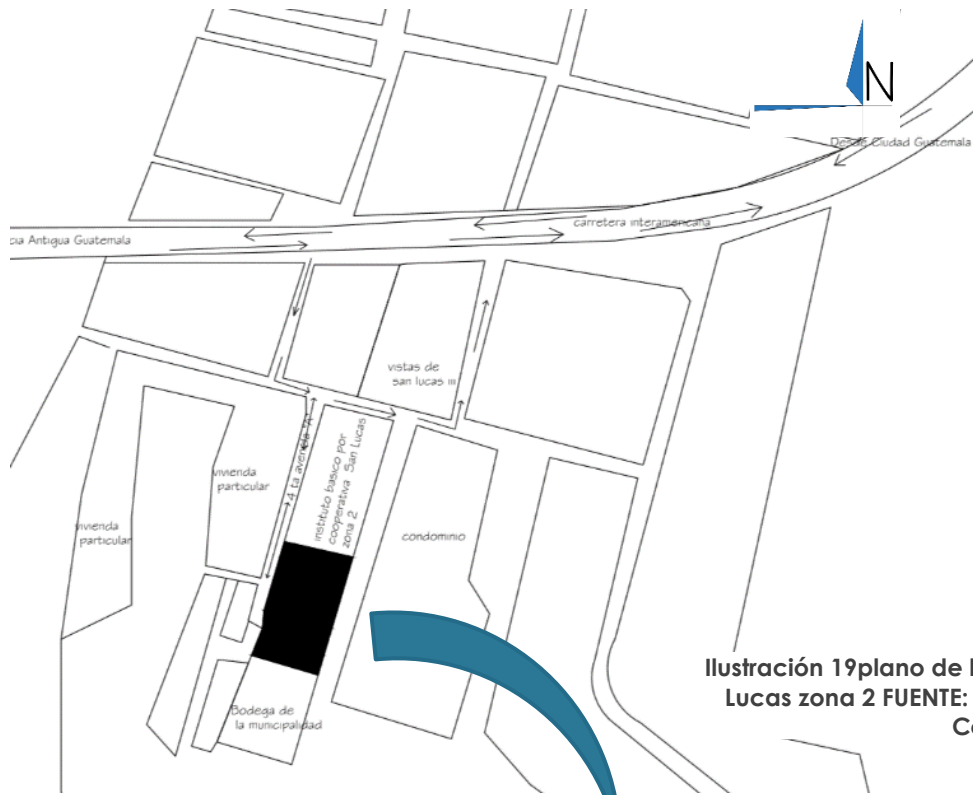 N
Desde Ciudad Guatemala
carretera interamericana
cia Antigua Guatemala
vistas de
san lucas III
4 ta avenida "A"
instituto basico por
cooperativa San Lucas
zona 2
vivienda
particular
vivienda
particular
condominio
Bodega de
la municipalidad
Ilustración 19plano de
Lucas zona 2 FUENTE: